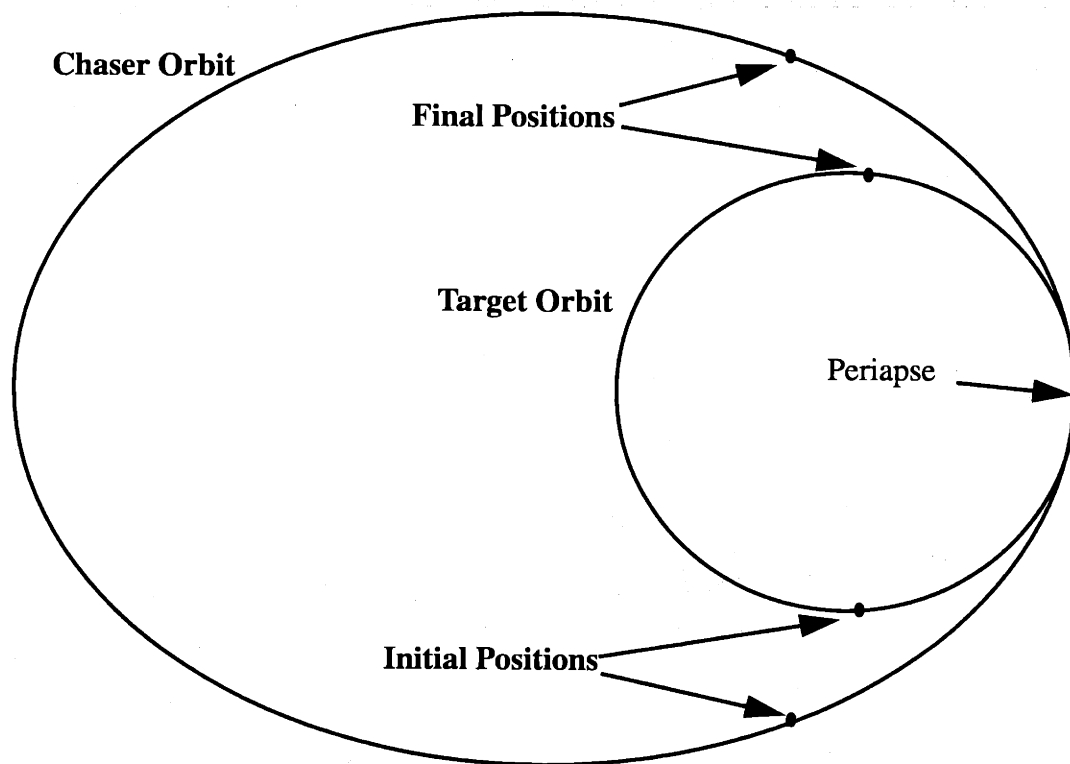 Chaser Orbit
Final Positions
Target Orbit
Periapse
Initial Positions